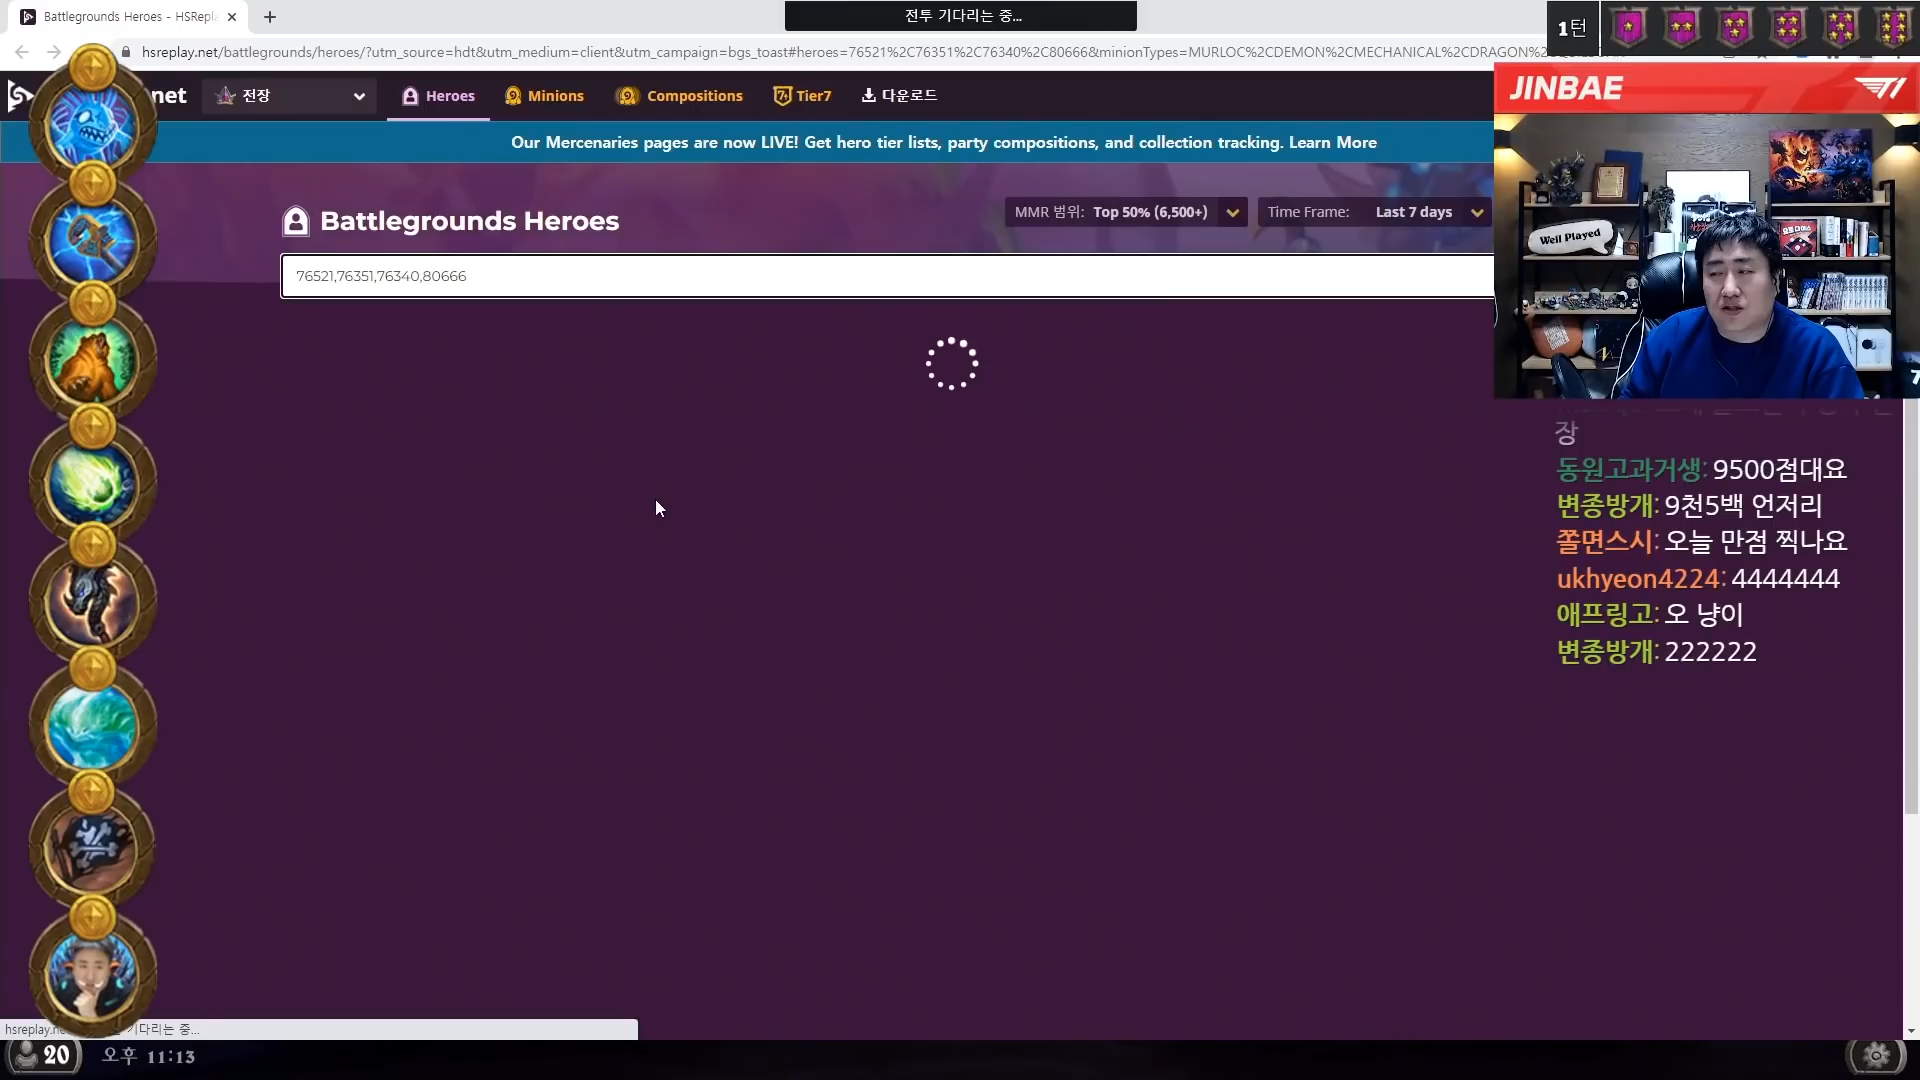 Battlegrounds Heroes - HSRepl
전투 기다리는 중...
1턴
hsreplay.net/battlegrounds/heroes/?utm_source=hdt&utm_medium=client&utm_campaign=bgs_toast#heroes=76521%2C76351%2C76340%2C80666&minionTypes=MURLOC%2CDEMON%2CMECHANICAL%2CDRAGON%2
JINBAE
T1
net
전장
Heroes
Minions
Compositions
Tier7
다운로드
Our Mercenaries pages are now LIVE! Get hero tier lists, party compositions, and collection tracking. Learn More
Battlegrounds Heroes
MMR 범위: Top 50% (6,500+)
Time Frame: Last 7 days
Well Played
76521,76351,76340,80666
장
동원고과거생: 9500점대요
변종방개: 9천5백 언저리
쫄면스시: 오늘 만점 찍나요
ukhyeon4224: 4444444
애프링고: 오 냥이
변종방개: 222222
hsreplay.n 기다리는 중...
20
오후 11:13